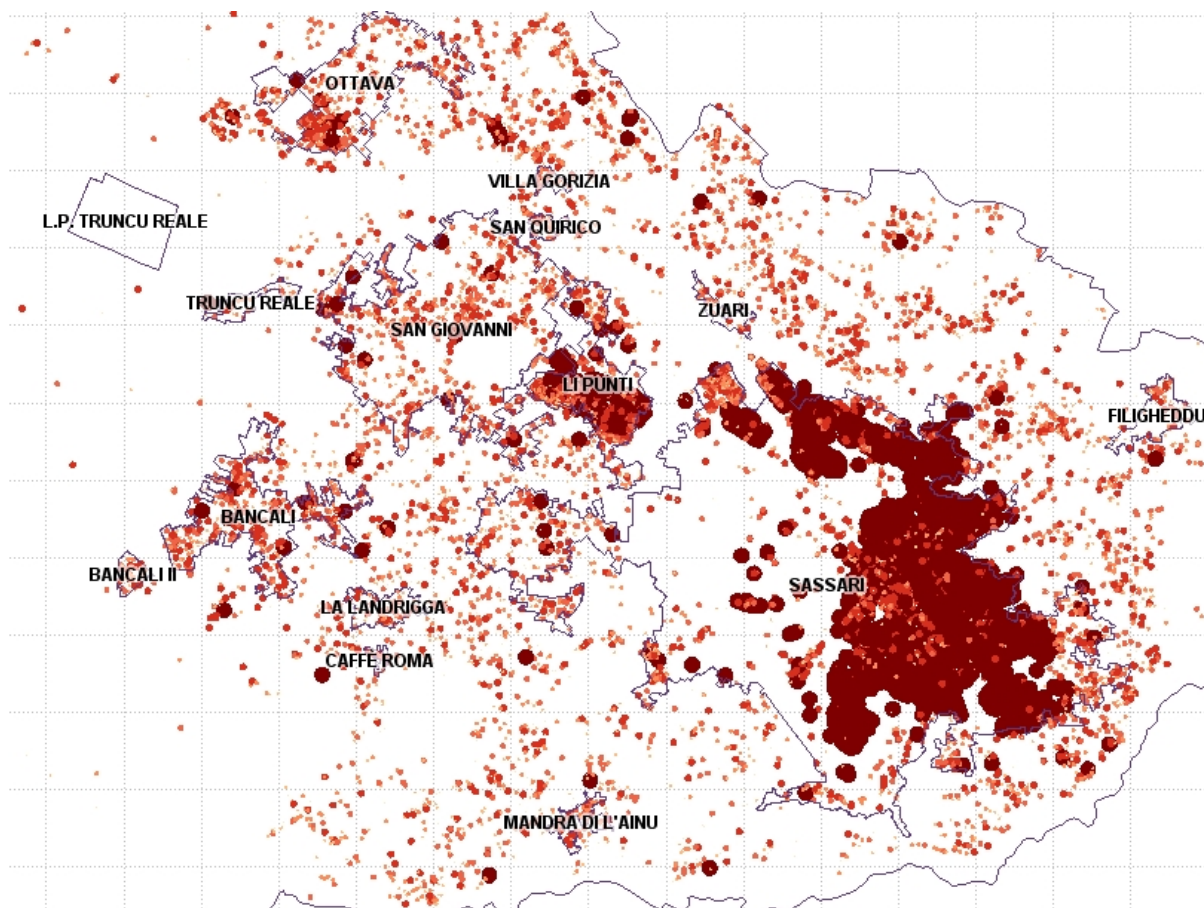 OTTAVA
VILLA GORIZIA
L.P. TRUNCU REALE
SAN QUIRICO
TRUNCU REALE
ZUARI
SAN GIOVANNI
LI PUNTI
FILIGHEDDU
BANCALI
BANCALI II
SASSARI
LA LANDRIGGA
CAFFE ROMA
MANDRA DI L'AINU